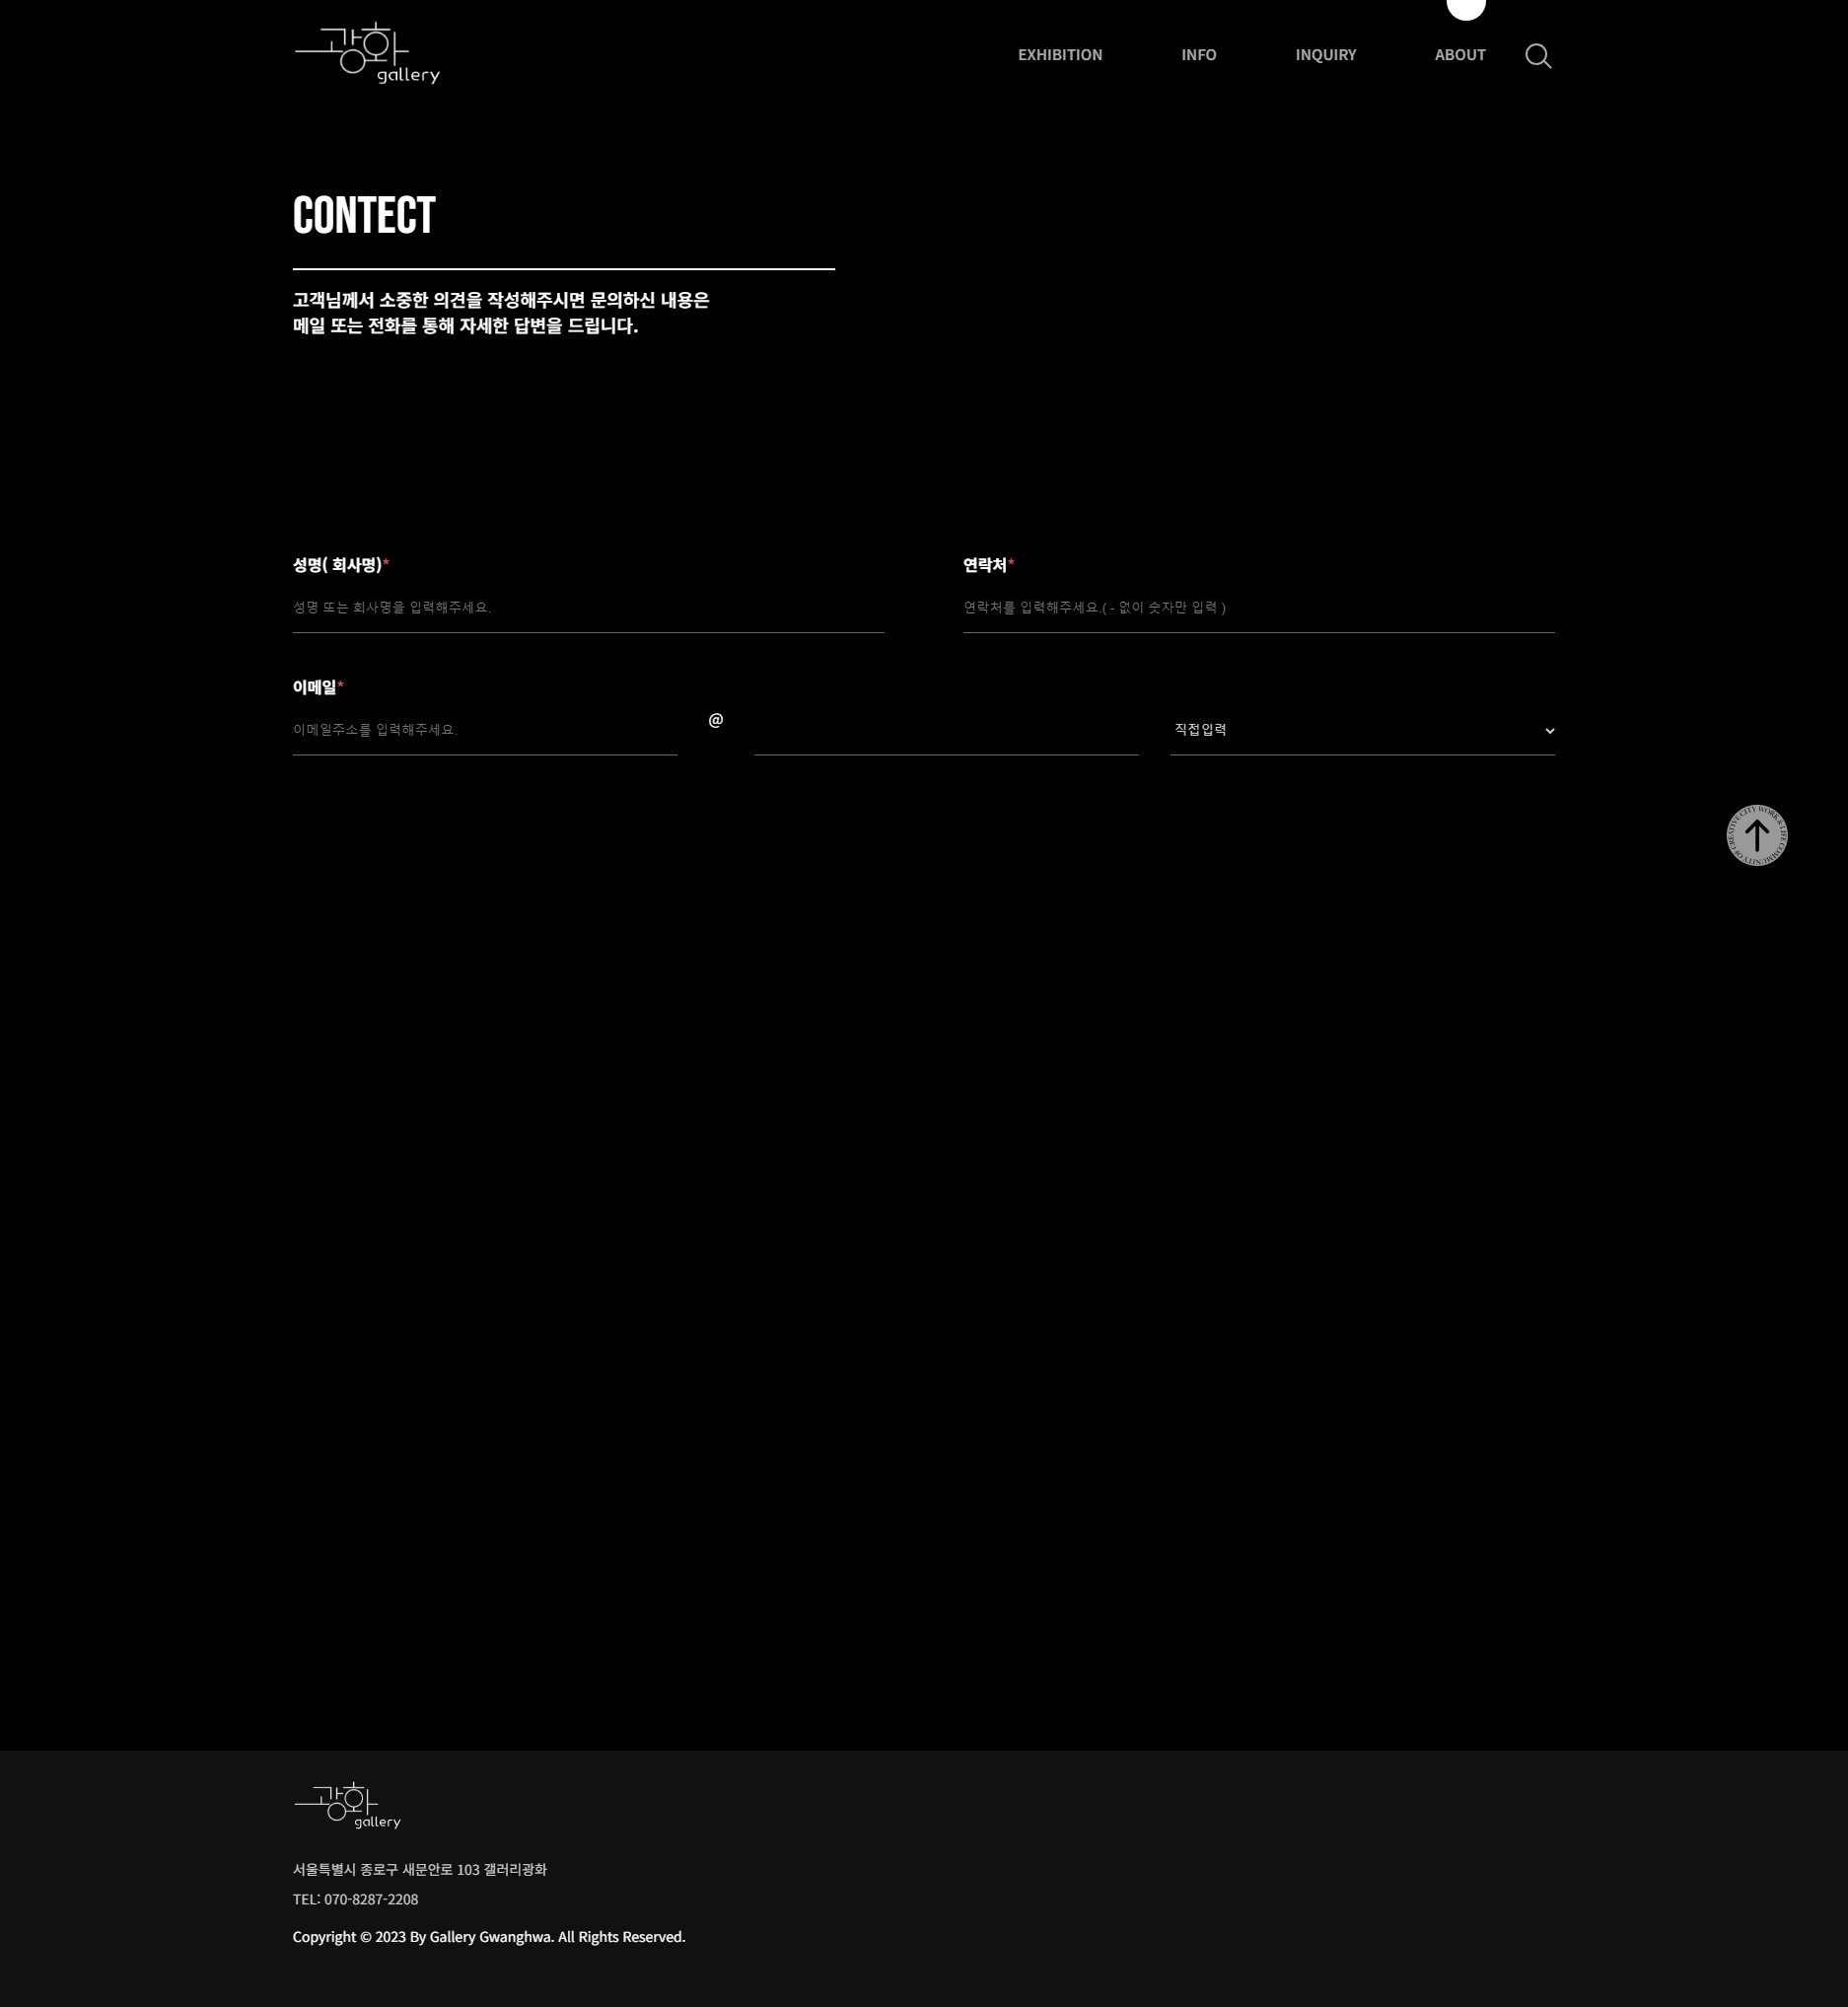 광화
gallery
EXHIBITION
INFO
INQUIRY
ABOUT
CONTECT
고객님께서 소중한 의견을 작성해주시면 문의하신 내용은
메일 또는 전화를 통해 자세한 답변을 드립니다.
성명( 회사명)*
연락처*
성명 또는 회사명을 입력해주세요.
연락처를 입력해주세요.( - 없이 숫자만 입력 )
이메일*
이메일주소를 입력해주세요.
@
직접입력
WORK & LIFE COMMUNITY OF CREATIVE CITY
광화
gallery
서울특별시 종로구 새문안로 103 갤러리광화
TEL: 070-8287-2208
Copyright © 2023 By Gallery Gwanghwa. All Rights Reserved.